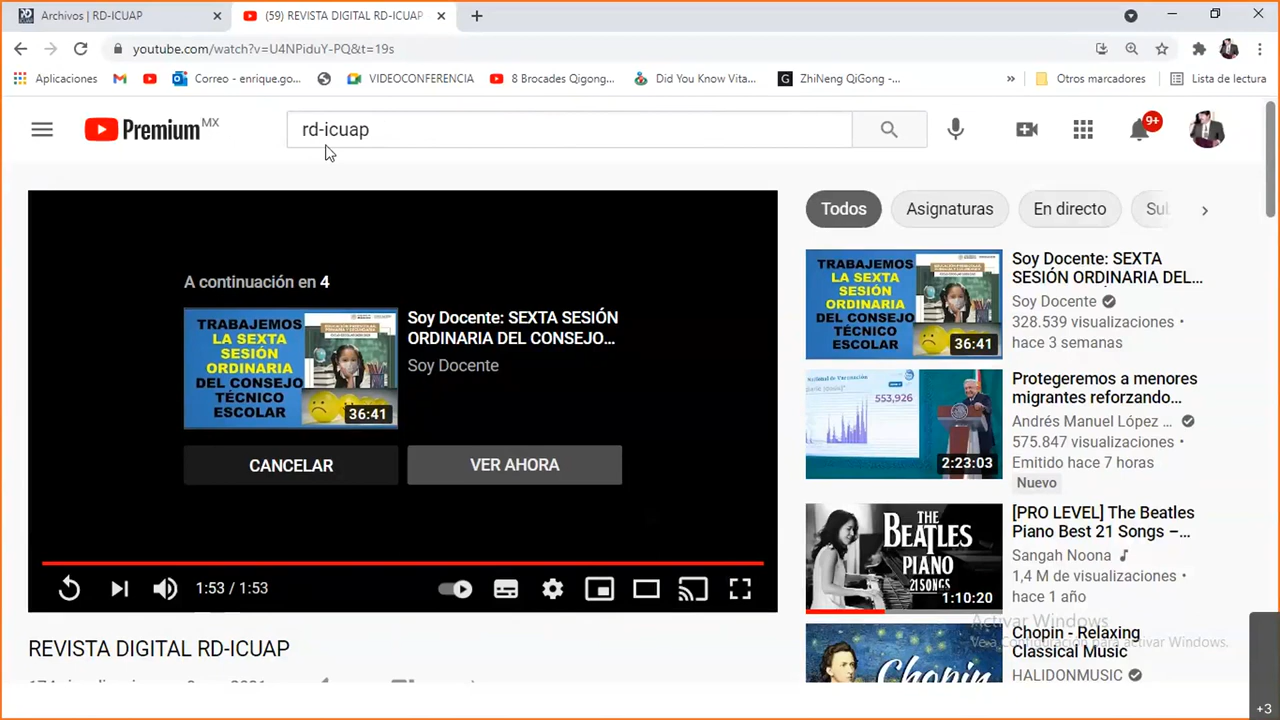 Archivos | RD-ICUAP
(59) REVISTA DIGITAL RD-ICUAP
youtube.com/watch?v=U4NPiduY-PQ&t=19s
Aplicaciones
Correo - enrique.go...
VIDEOCONFERENCIA
8 Brocades Qigong...
Did You Know Vita...
G
ZhiNeng QiGong -...
»
Otros marcadores
Lista de lectura
Premium MX
rd-icuap
9+
Todos
Asignaturas
En directo
Sub
A continuación en 4
TRABAJEMOS
LA SEXTA
SESIÓN
ORDINARIA
DEL CONSEJO
TÉCNICO
ESCOLAR
36:41
Soy Docente: SEXTA SESIÓN
ORDINARIA DEL CONSEJO...
Soy Docente
CANCELAR
VER AHORA
1:53 / 1:53
REVISTA DIGITAL RD-ICUAP
TRABAJEMOS
LA SEXTA
SESIÓN
ORDINARIA
DEL CONSEJO
TÉCNICO
ESCOLAR
36:41
Soy Docente: SEXTA
SESIÓN ORDINARIA DEL...
Soy Docente
328.539 visualizaciones •
hace 3 semanas
553,926
2:23:03
Protegeremos a menores
migrantes reforzando...
Andrés Manuel López ...
575.847 visualizaciones •
Emitido hace 7 horas
Nuevo
THE
BEATLES
PIANO
21 SONGS
1:10:20
[PRO LEVEL] The Beatles
Piano Best 21 Songs –...
Sangah Noona
1,4 M de visualizaciones •
hace 1 año
Activar Windows
Ve a Configuración para activar Windows.
Chopin
Chopin - Relaxing
Classical Music
HALIDONMUSIC
+3